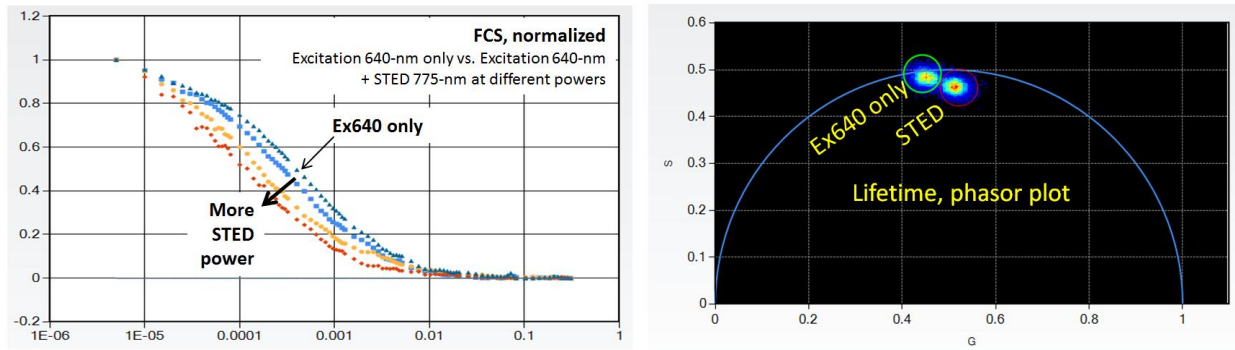 1.2
1
0.8
0.6
0.4
0.2
0
-0.2
1E-06
1E-05
0.0001
0.001
0.01
0.1
1
FCS, normalized
Excitation 640-nm only vs. Excitation 640-nm
+ STED 775-nm at different powers
Ex640 only
More
STED
power
0.6
0.5
0.4
0.3
0.2
0.1
0
S
0
0.2
0.4
0.6
0.8
1
G
Ex640 only
STED
Lifetime, phasor plot